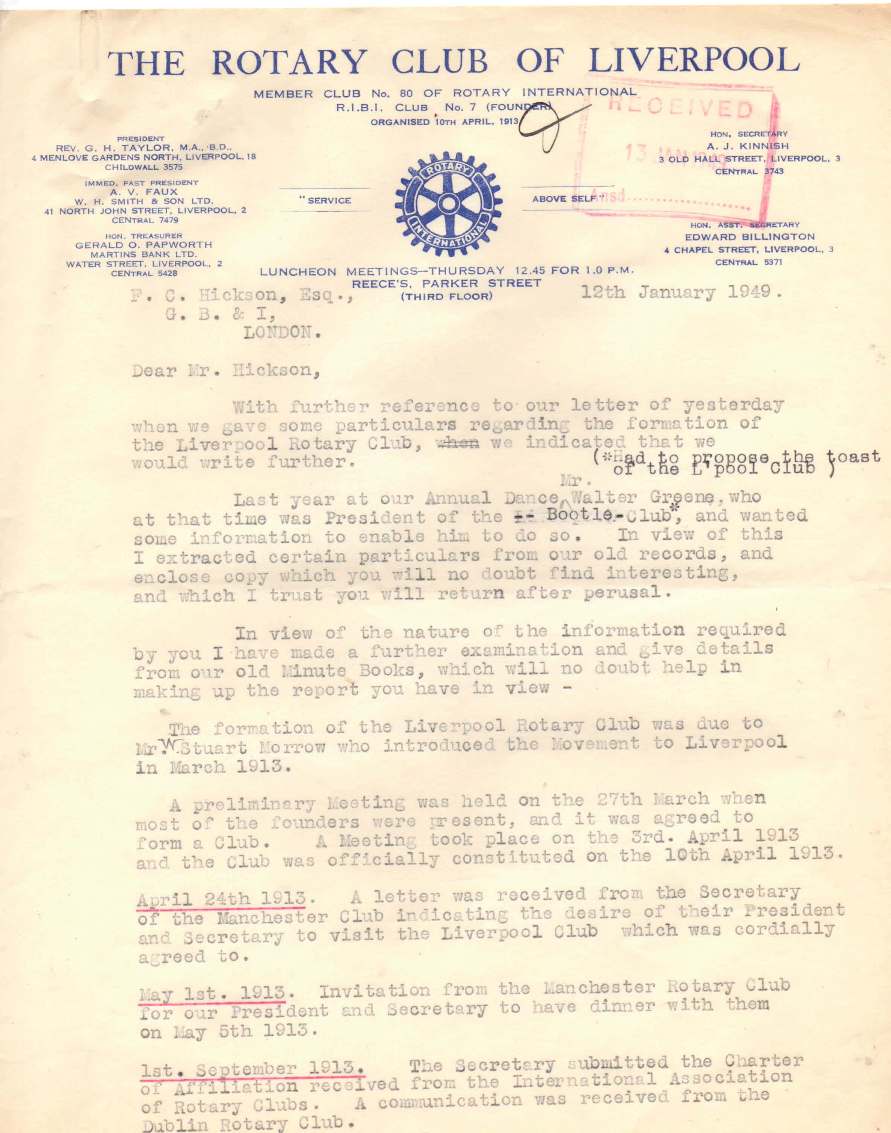 THE ROTARY CLUB OF LIVERPOOL
MEMBER CLUB No. 80 OF ROTARY INTERNATIONAL
R.I.B.I. CLUB No. 7 (FOUNDER)
ORGANISED 10TH APRIL, 1913
RECEIVED
13 JAN
Ansd.
PRESIDENT
REV. G. H. TAYLOR, M.A., B.D.,
4 MENLOVE GARDENS NORTH, LIVERPOOL, 18
CHILDWALL 3575
IMMED. PAST PRESIDENT
A. V. FAUX
W. H. SMITH & SON LTD.
41 NORTH JOHN STREET, LIVERPOOL, 2
CENTRAL 7479
HON. TREASURER
GERALD O. PAPWORTH
MARTINS BANK LTD.
WATER STREET, LIVERPOOL, 2
CENTRAL 5428
"SERVICE
ROTARY
INTERNATIONAL
ABOVE SELF"
HON. SECRETARY
A. J. KINNISH
3 OLD HALL STREET, LIVERPOOL, 3
CENTRAL 3743
HON. ASST. SECRETARY
EDWARD BILLINGTON
4 CHAPEL STREET, LIVERPOOL, 3
CENTRAL 5371
LUNCHEON MEETINGS—THURSDAY 12.45 FOR 1.0 P.M.
REECE'S, PARKER STREET
(THIRD FLOOR)
F. C. Hickson, Esq.,
G. B. & I,
LONDON.
12th January 1949.
Dear Mr. Hickson,
With further reference to our letter of yesterday
when we gave some particulars regarding the formation of
the Liverpool Rotary Club, when we indicated that we
would write further.
(*Had to propose the toast
of the L'pool Club )
Mr.
Last year at our Annual Dance, Walter Greene, who
at that time was President of the -- Bootle-Club*, and wanted
some information to enable him to do so. In view of this
I extracted certain particulars from our old records, and
enclose copy which you will no doubt find interesting,
and which I trust you will return after perusal.
In view of the nature of the information required
by you I have made a further examination and give details
from our old Minute Books, which will no doubt help in
making up the report you have in view -
The formation of the Liverpool Rotary Club was due to
Mr. W. Stuart Morrow who introduced the Movement to Liverpool
in March 1913.
A preliminary Meeting was held on the 27th March when
most of the founders were present, and it was agreed to
form a Club. A Meeting took place on the 3rd. April 1913
and the Club was officially constituted on the 10th April 1913.
April 24th 1913. A letter was received from the Secretary
of the Manchester Club indicating the desire of their President
and Secretary to visit the Liverpool Club which was cordially
agreed to.
May 1st. 1913. Invitation from the Manchester Rotary Club
for our President and Secretary to have dinner with them
on May 5th 1913.
1st. September 1913. The Secretary submitted the Charter
of Affiliation received from the International Association
of Rotary Clubs. A communication was received from the
Dublin Rotary Club.